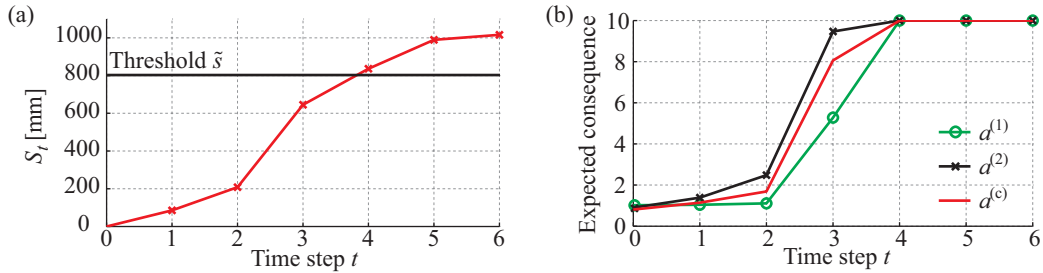 (a)
1000
800
600
400
200
0
Threshold s̃
S_t [mm]
0 1 2 3 4 5 6
Time step t
(b)
10
8
6
4
2
0
Expected consequence
a^(1)
a^(2)
a^(c)
0 1 2 3 4 5 6
Time step t